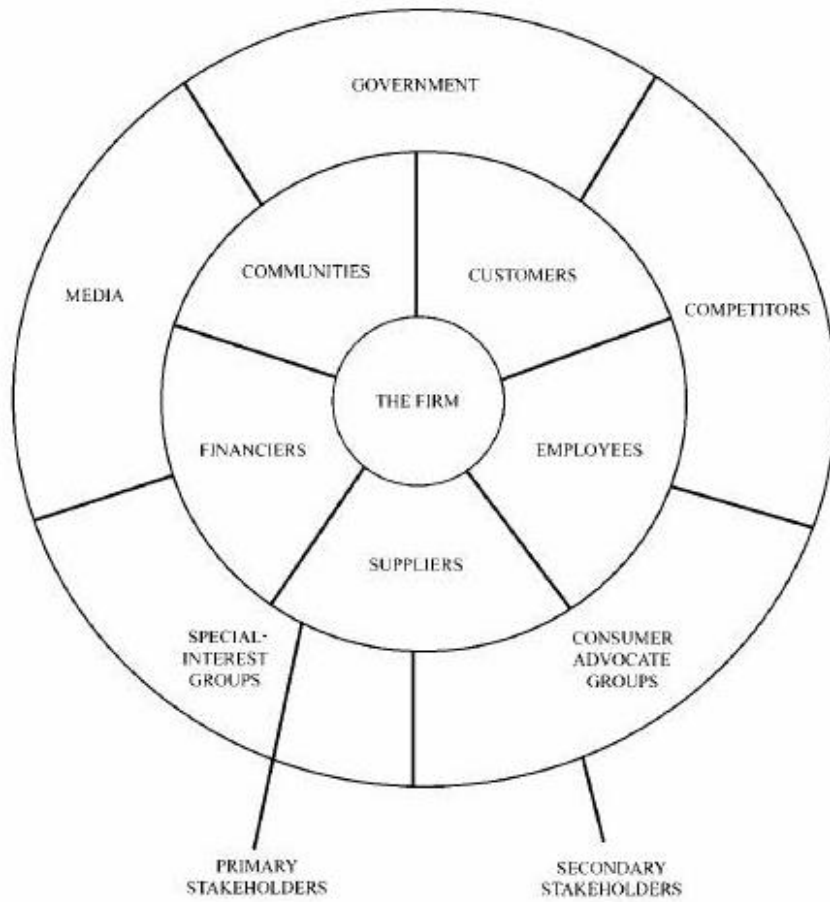 GOVERNMENT
COMMUNITIES
CUSTOMERS
MEDIA
COMPETITORS
THE FIRM
FINANCIERS
EMPLOYEES
SUPPLIERS
SPECIAL-
INTEREST
GROUPS
CONSUMER
ADVOCATE
GROUPS
PRIMARY
STAKEHOLDERS
SECONDARY
STAKEHOLDERS